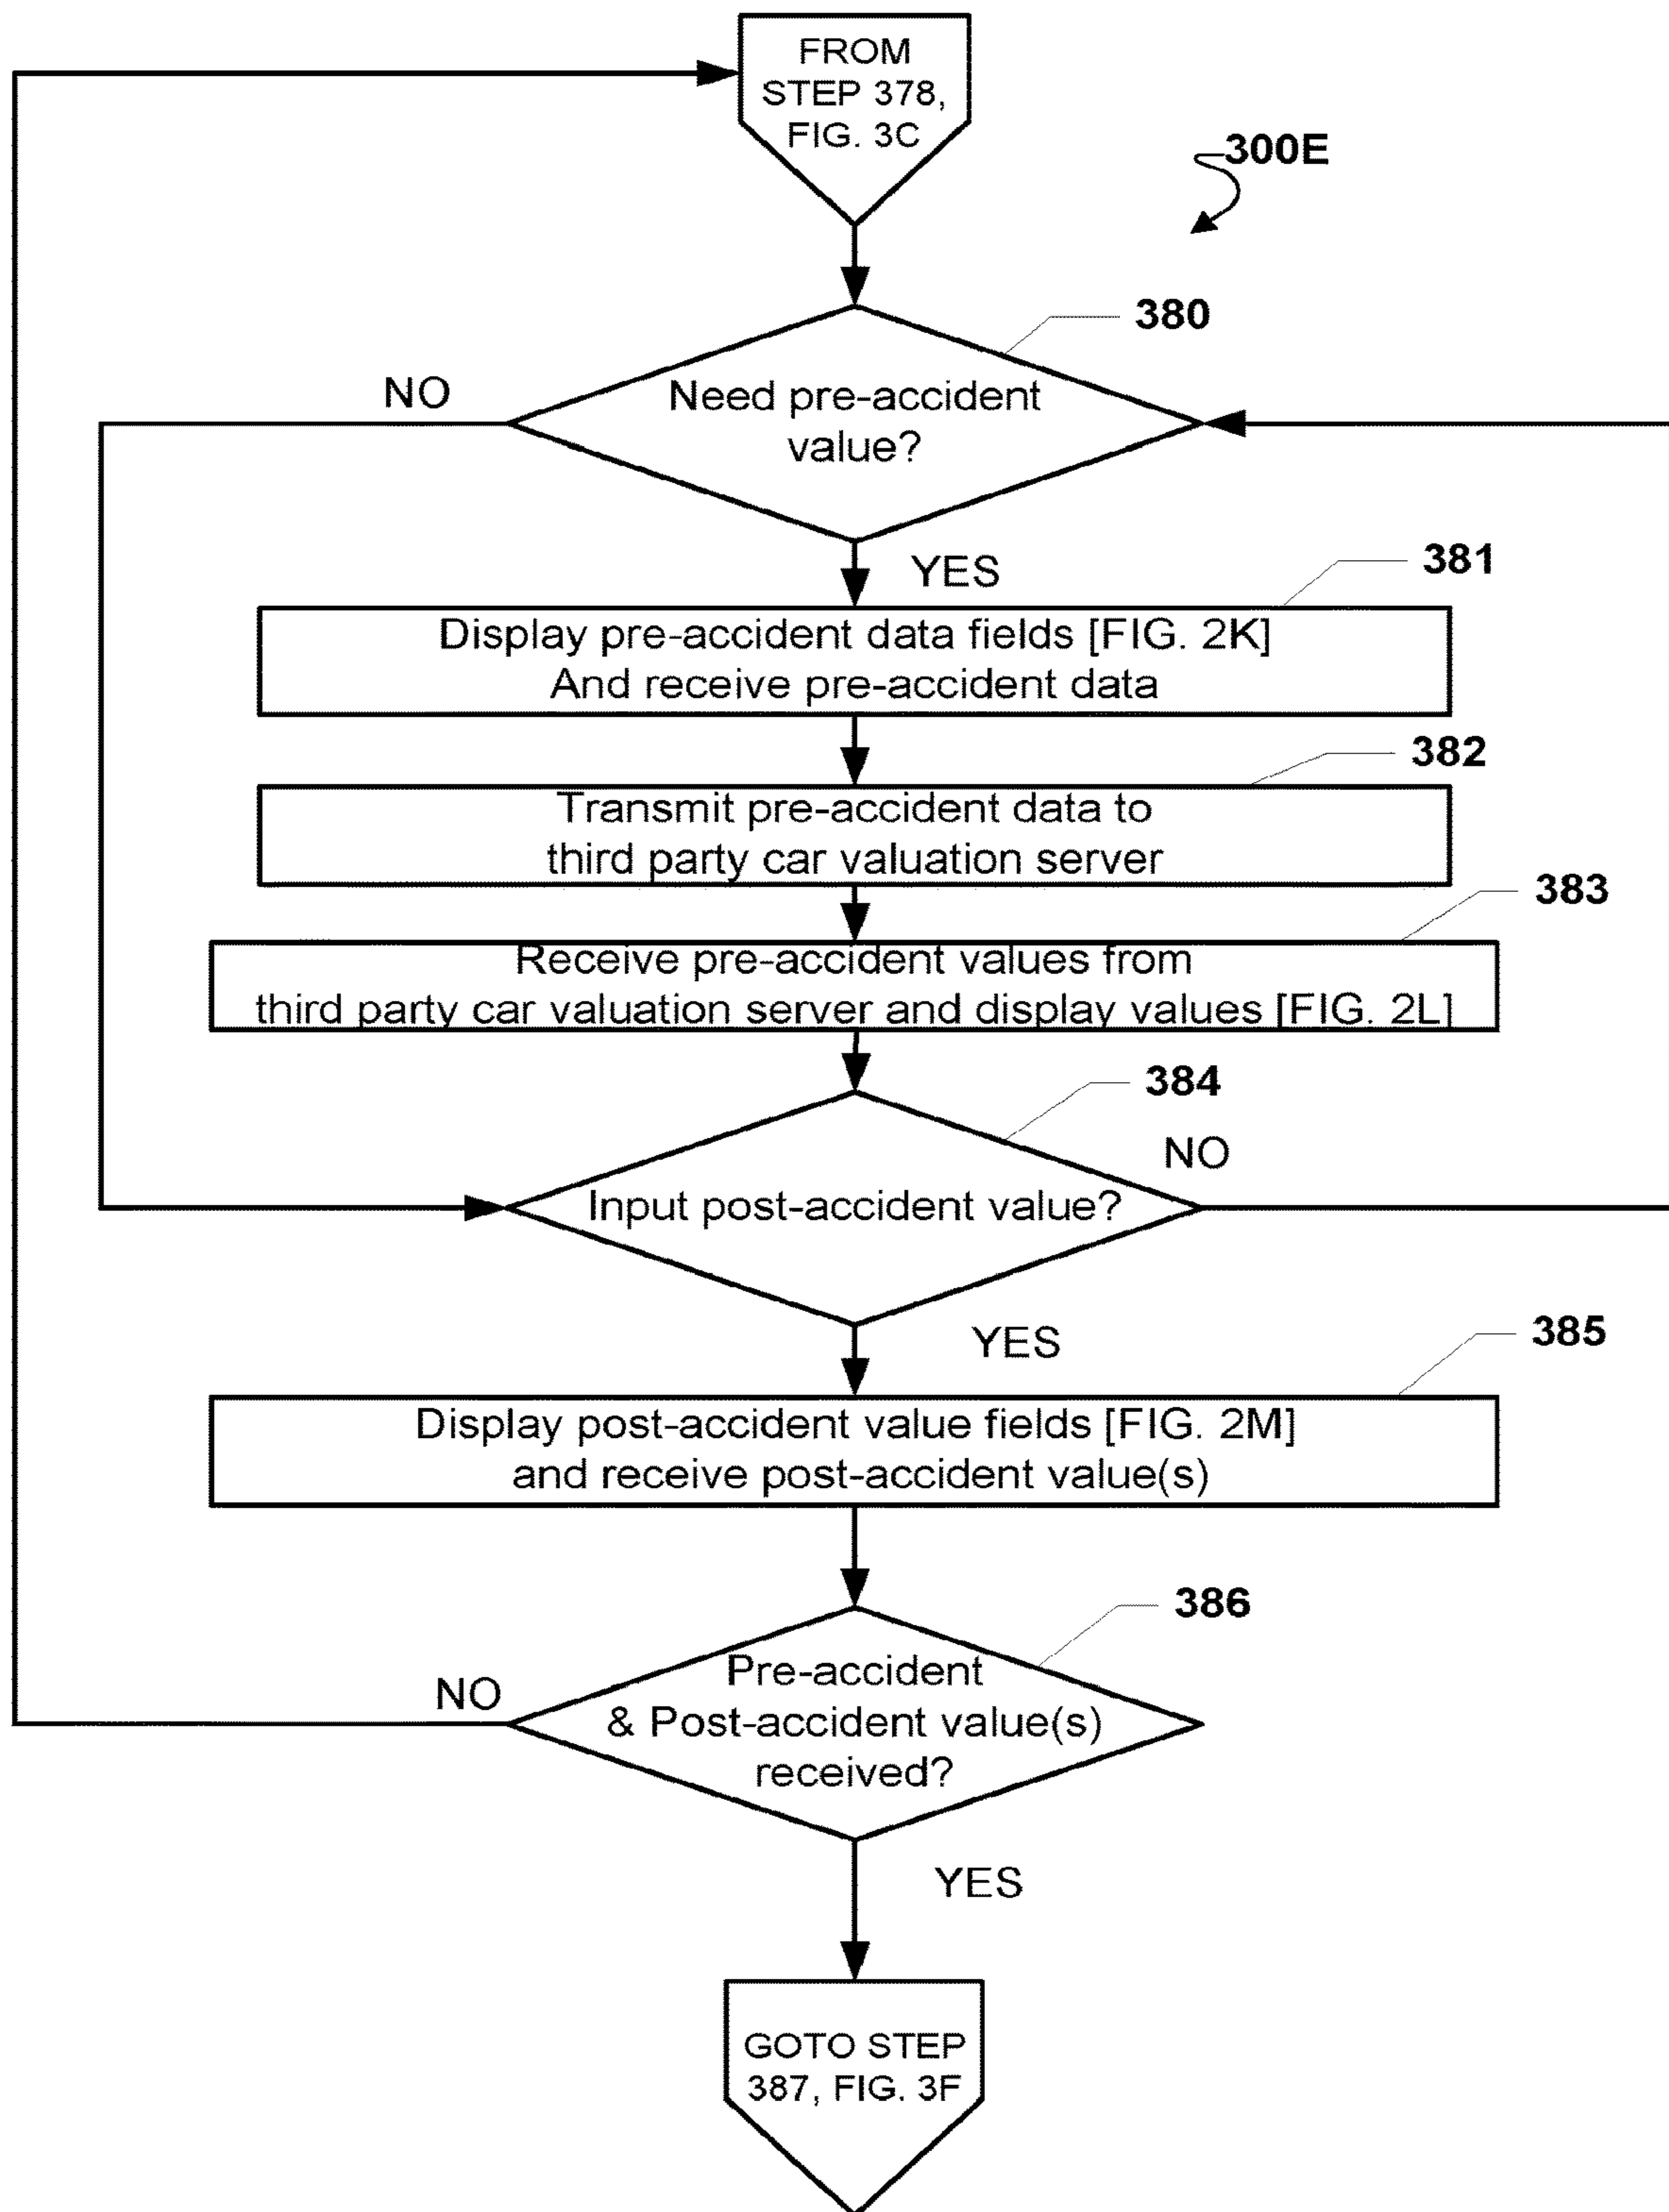 FROM
STEP 378,
FIG. 3C
300E
380
NO
Need pre-accident
value?
YES
381
Display pre-accident data fields [FIG. 2K]
And receive pre-accident data
382
Transmit pre-accident data to
third party car valuation server
383
Receive pre-accident values from
third party car valuation server and display values [FIG. 2L]
384
NO
Input post-accident value?
YES
385
Display post-accident value fields [FIG. 2M]
and receive post-accident value(s)
386
NO
Pre-accident
& Post-accident value(s)
received?
YES
GOTO STEP
387, FIG. 3F